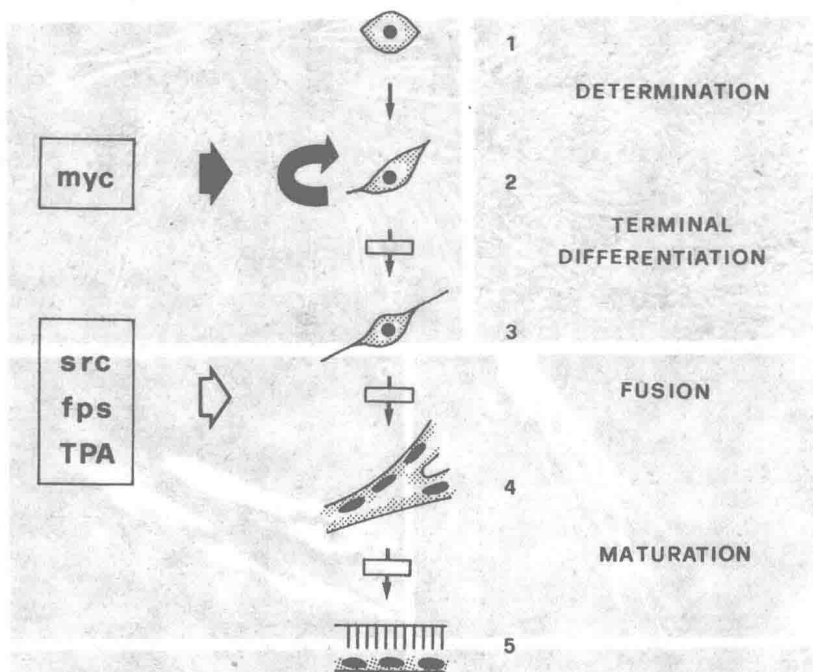 1
DETERMINATION
myc
2
TERMINAL
DIFFERENTIATION
3
src
fps
TPA
FUSION
4
MATURATION
5